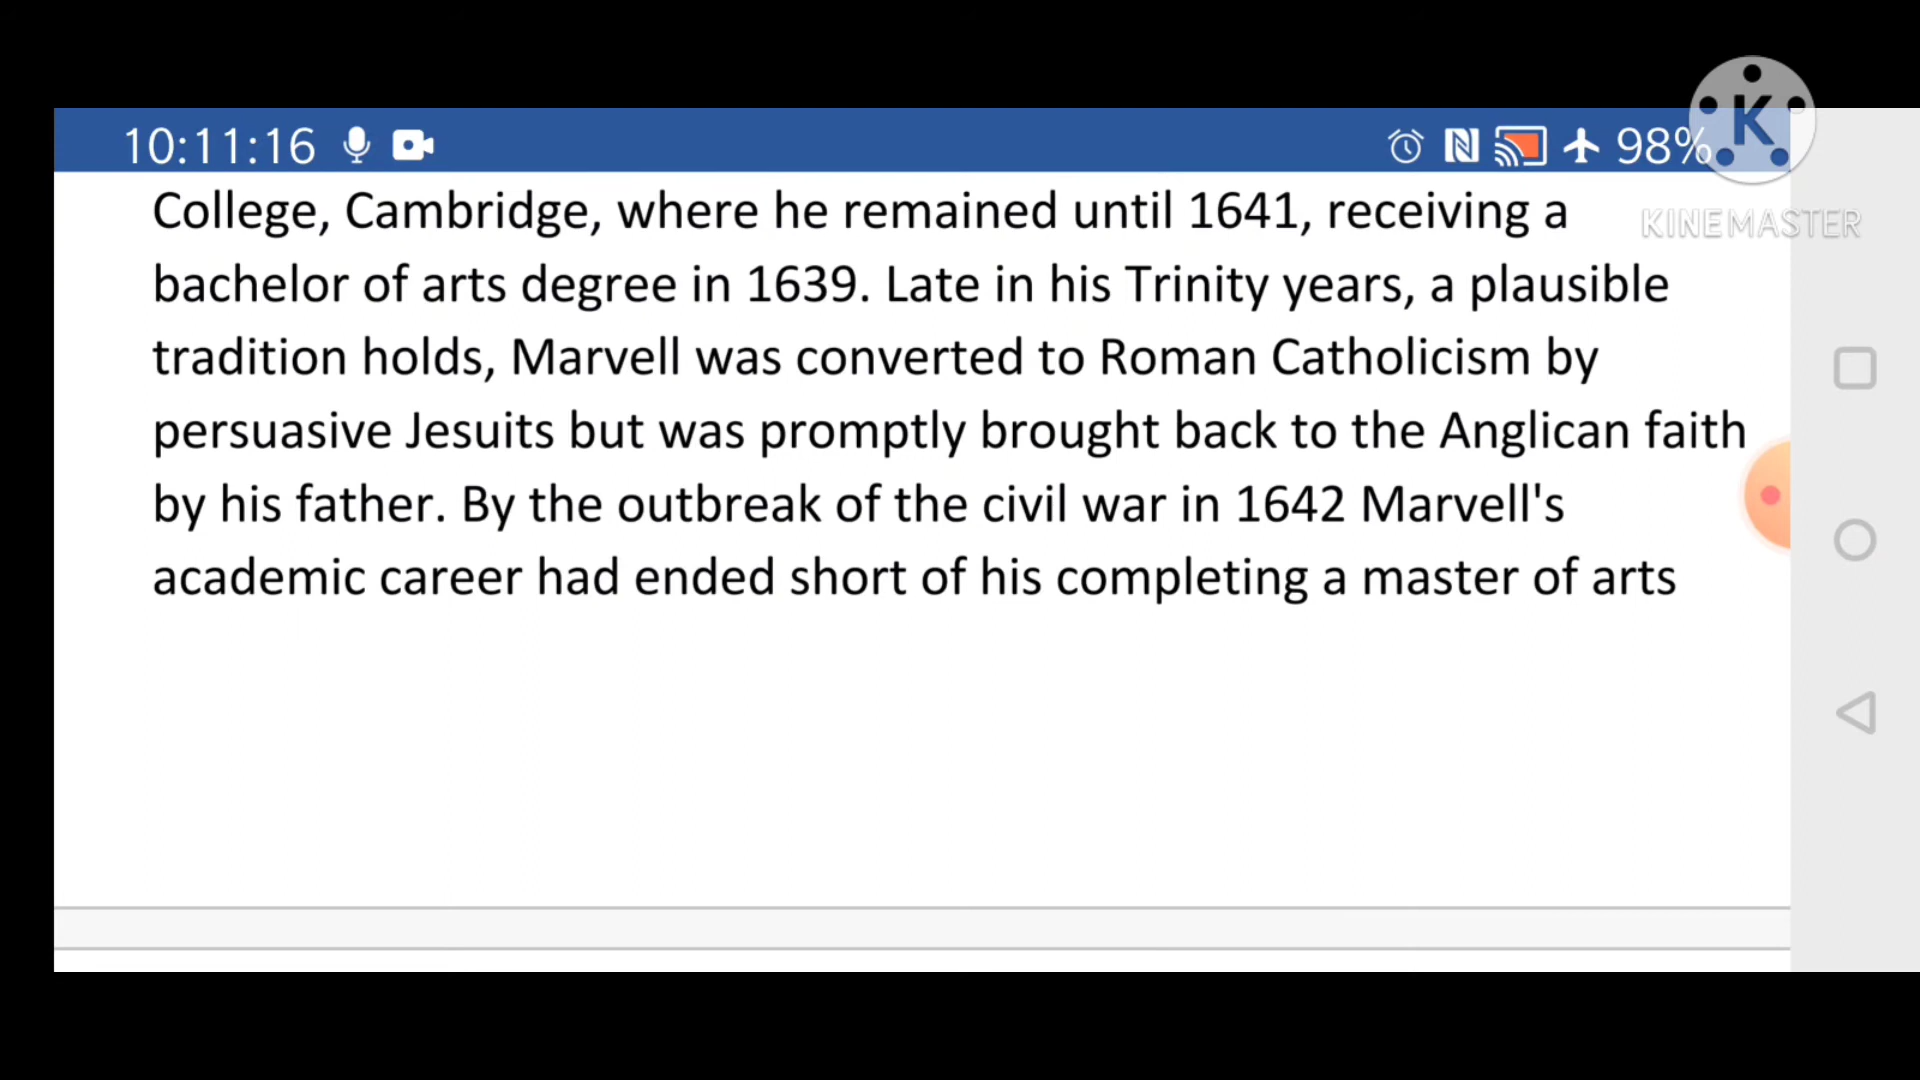 10:11:16 98%
K
KINEMASTER
College, Cambridge, where he remained until 1641, receiving a
bachelor of arts degree in 1639. Late in his Trinity years, a plausible
tradition holds, Marvell was converted to Roman Catholicism by
persuasive Jesuits but was promptly brought back to the Anglican faith
by his father. By the outbreak of the civil war in 1642 Marvell's
academic career had ended short of his completing a master of arts